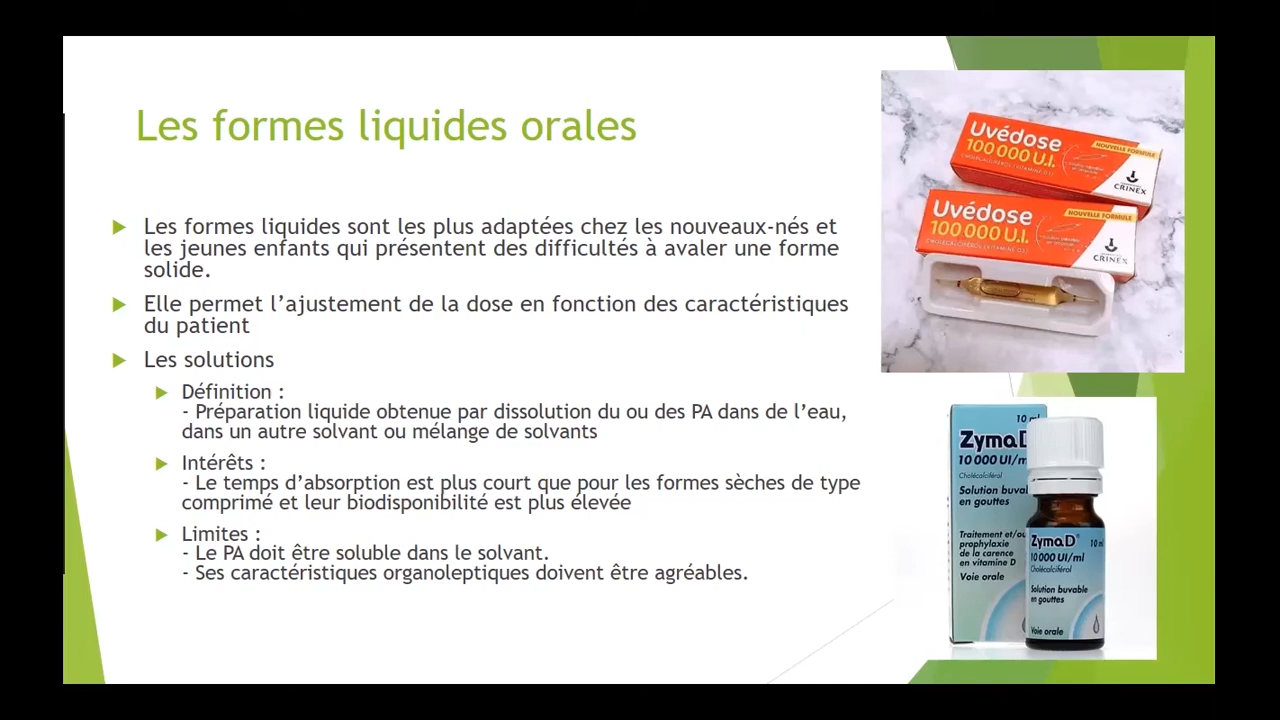 Les formes liquides orales
Les formes liquides sont les plus adaptées chez les nouveaux-nés et
les jeunes enfants qui présentent des difficultés à avaler une forme
solide.
Elle permet l’ajustement de la dose en fonction des caractéristiques
du patient
Les solutions
Définition :
- Préparation liquide obtenue par dissolution du ou des PA dans de l’eau,
dans un autre solvant ou mélange de solvants
Intérêts :
- Le temps d’absorption est plus court que pour les formes sèches de type
comprimé et leur biodisponibilité est plus élevée
Limites :
- Le PA doit être soluble dans le solvant.
- Ses caractéristiques organoleptiques doivent être agréables.
Uvédose
100 000 U.I.
CHOLÉCALCIFÉROL (VITAMINE D3)
NOUVELLE FORMULE
CRINEX
Uvédose
100 000 U.I.
CHOLÉCALCIFÉROL (VITAMINE D3)
NOUVELLE FORMULE
CRINEX
10 ml
ZymaD
10 000 UI/m
Cholécalciférol
Solution buvab
en gouttes
Traitement et/ou
prophylaxie
de la carence
en vitamine D
Voie orale
ZymaD® 10 ml
10 000 UI/ml
Cholécalciférol
Solution buvable
en gouttes
Voie orale